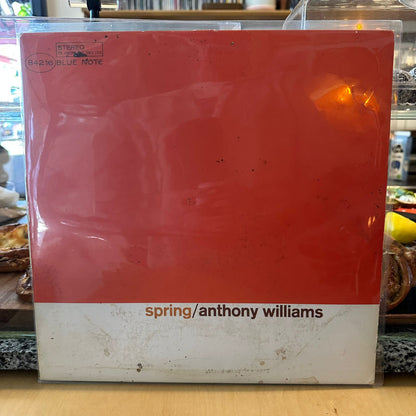 STEREO
84216 BLUE NOTE
spring/anthony williams